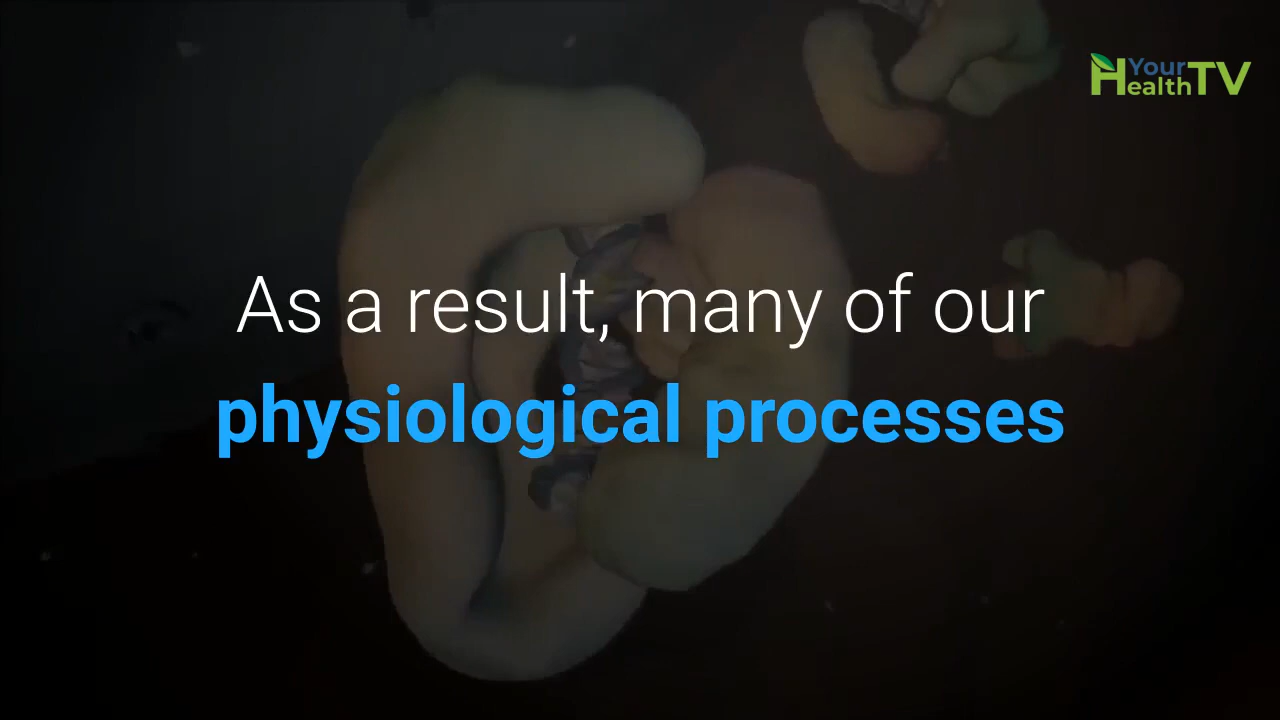 Your
HealthTV
As a result, many of our
physiological processes